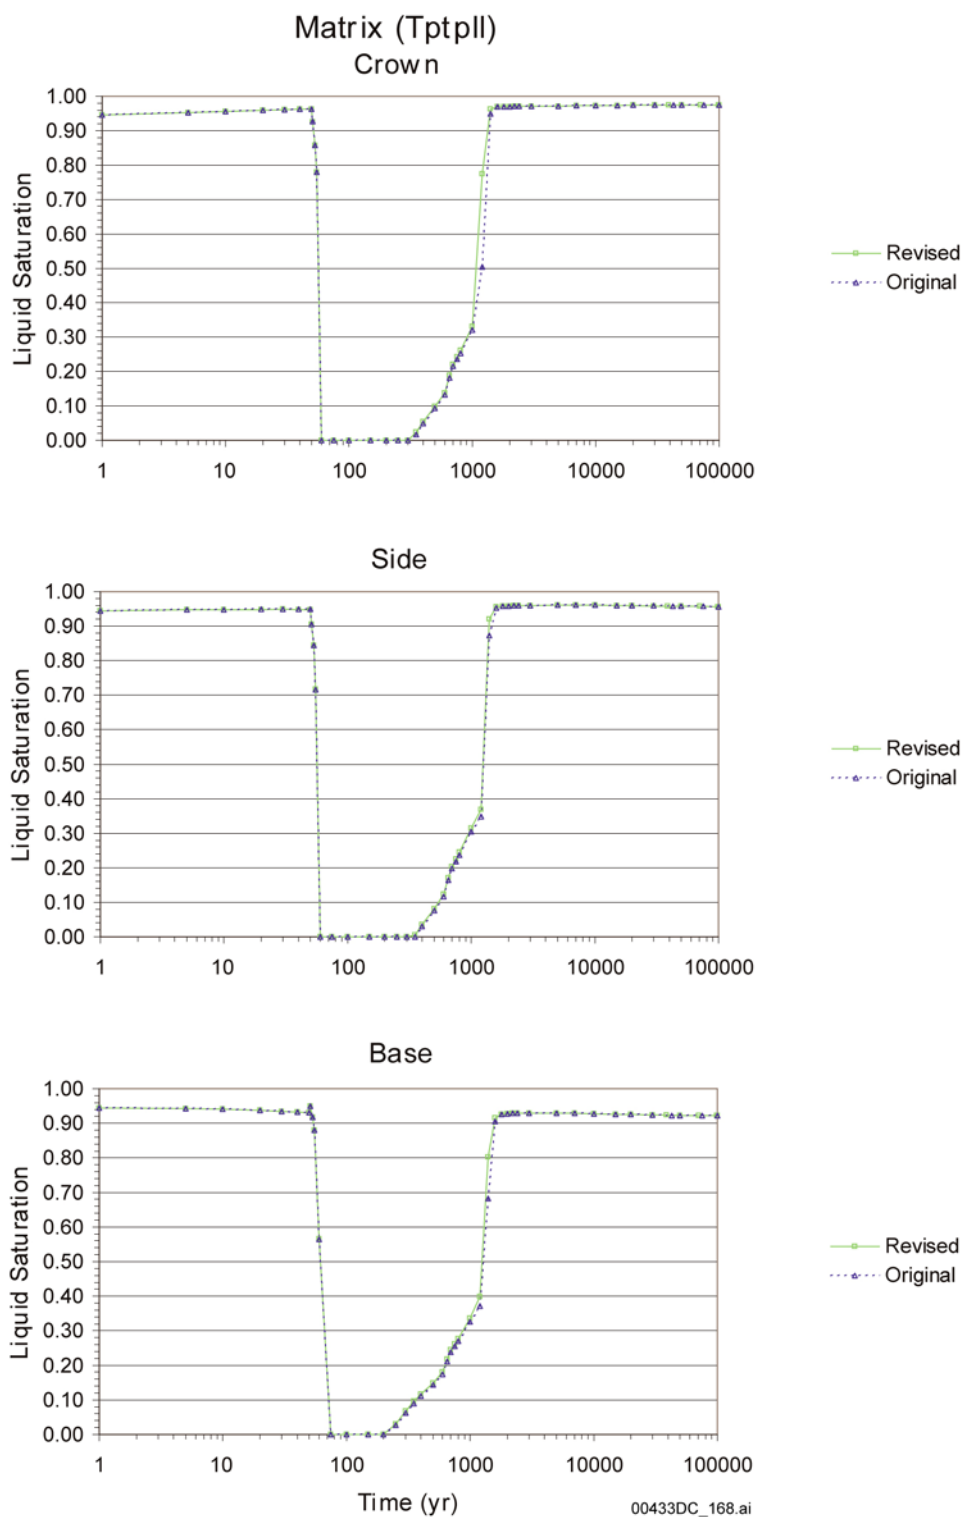 Matrix (Tptpll)
Crown
Liquid Saturation
1.00
0.90
0.80
0.70
0.60
0.50
0.40
0.30
0.20
0.10
0.00
1 10 100 1000 10000 100000
Revised
Original
Side
Liquid Saturation
1.00
0.90
0.80
0.70
0.60
0.50
0.40
0.30
0.20
0.10
0.00
1 10 100 1000 10000 100000
Revised
Original
Base
Liquid Saturation
1.00
0.90
0.80
0.70
0.60
0.50
0.40
0.30
0.20
0.10
0.00
1 10 100 1000 10000 100000
Revised
Original
Time (yr)
00433DC_168.ai